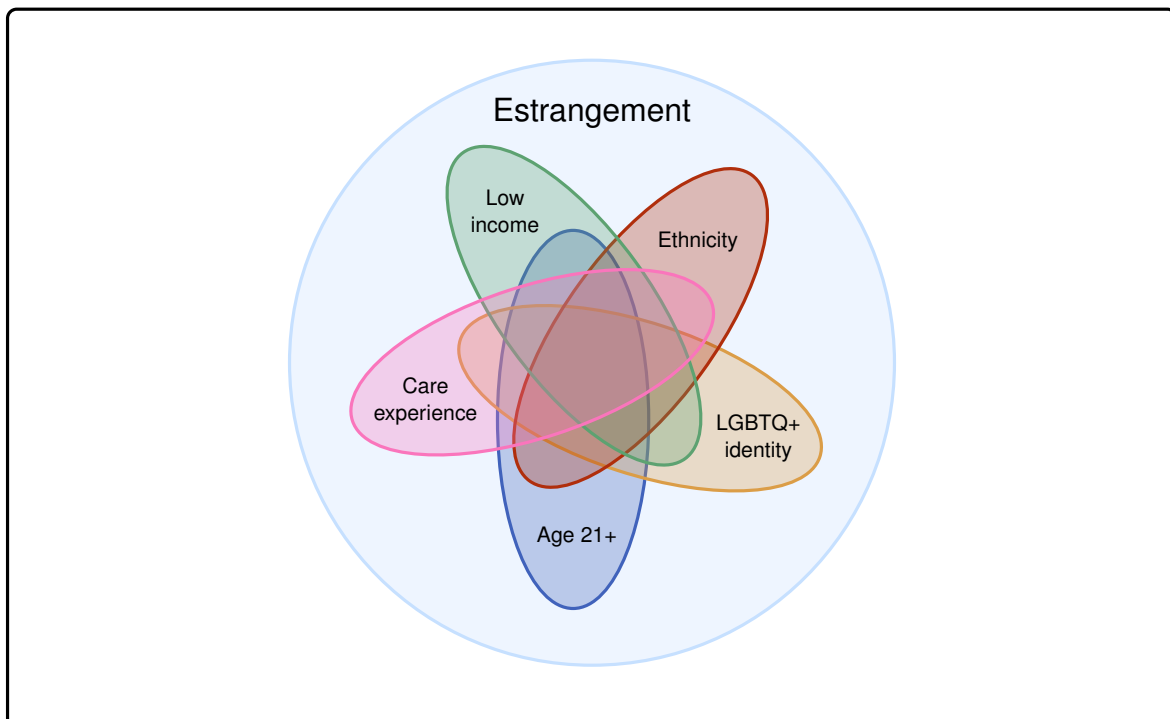 Estrangement
Low
income
Ethnicity
Care
experience
LGBTQ+
identity
Age 21+